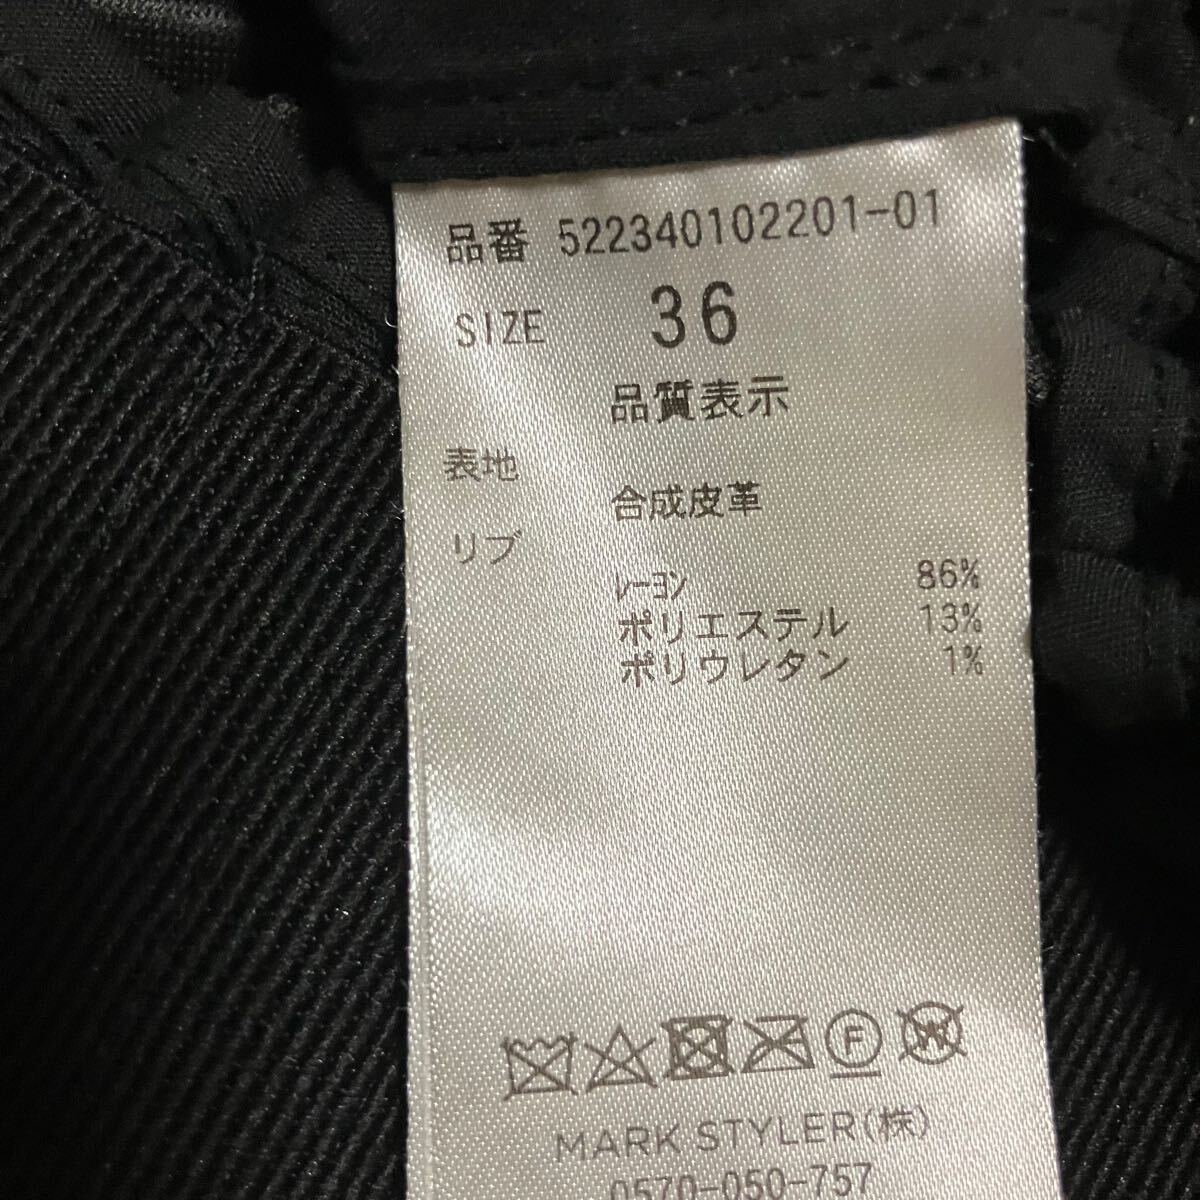 品番 522340102201-01
SIZE 36
品質表示
表地
合成皮革
リブ
ﾚｰﾖﾝ 86%
ポリエステル 13%
ポリウレタン 1%
F W
MARK STYLER(株)
0570-050-757